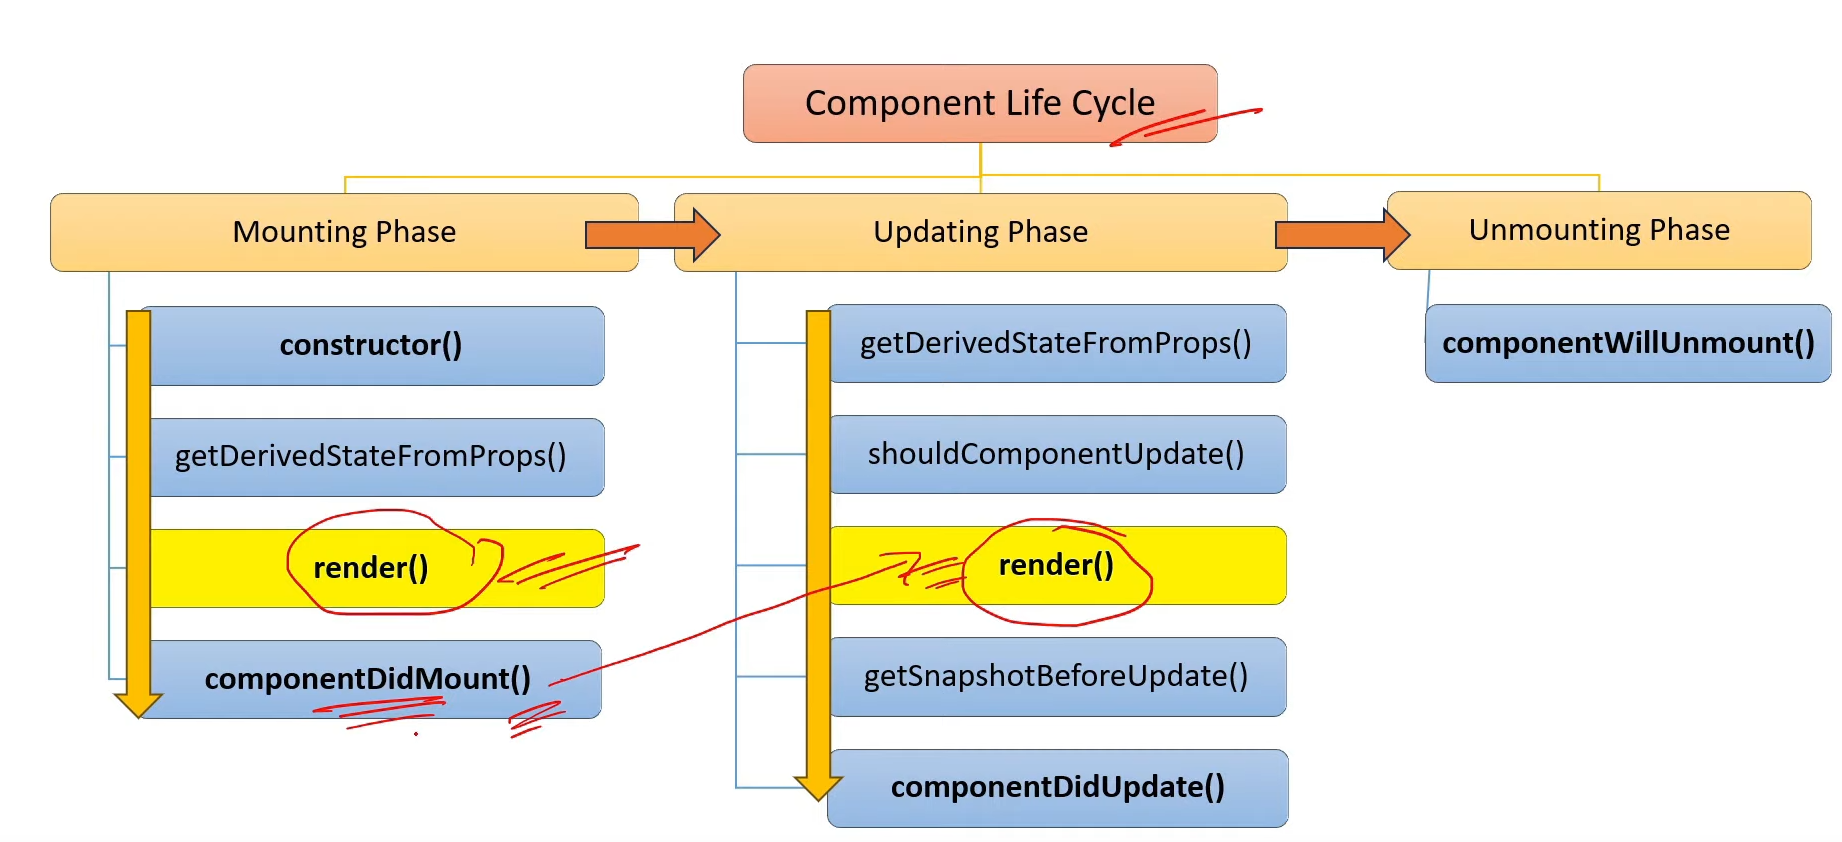 Component Life Cycle
Mounting Phase
Updating Phase
Unmounting Phase
constructor()
getDerivedStateFromProps()
render()
componentDidMount()
getDerivedStateFromProps()
shouldComponentUpdate()
render()
getSnapshotBeforeUpdate()
componentDidUpdate()
componentWillUnmount()